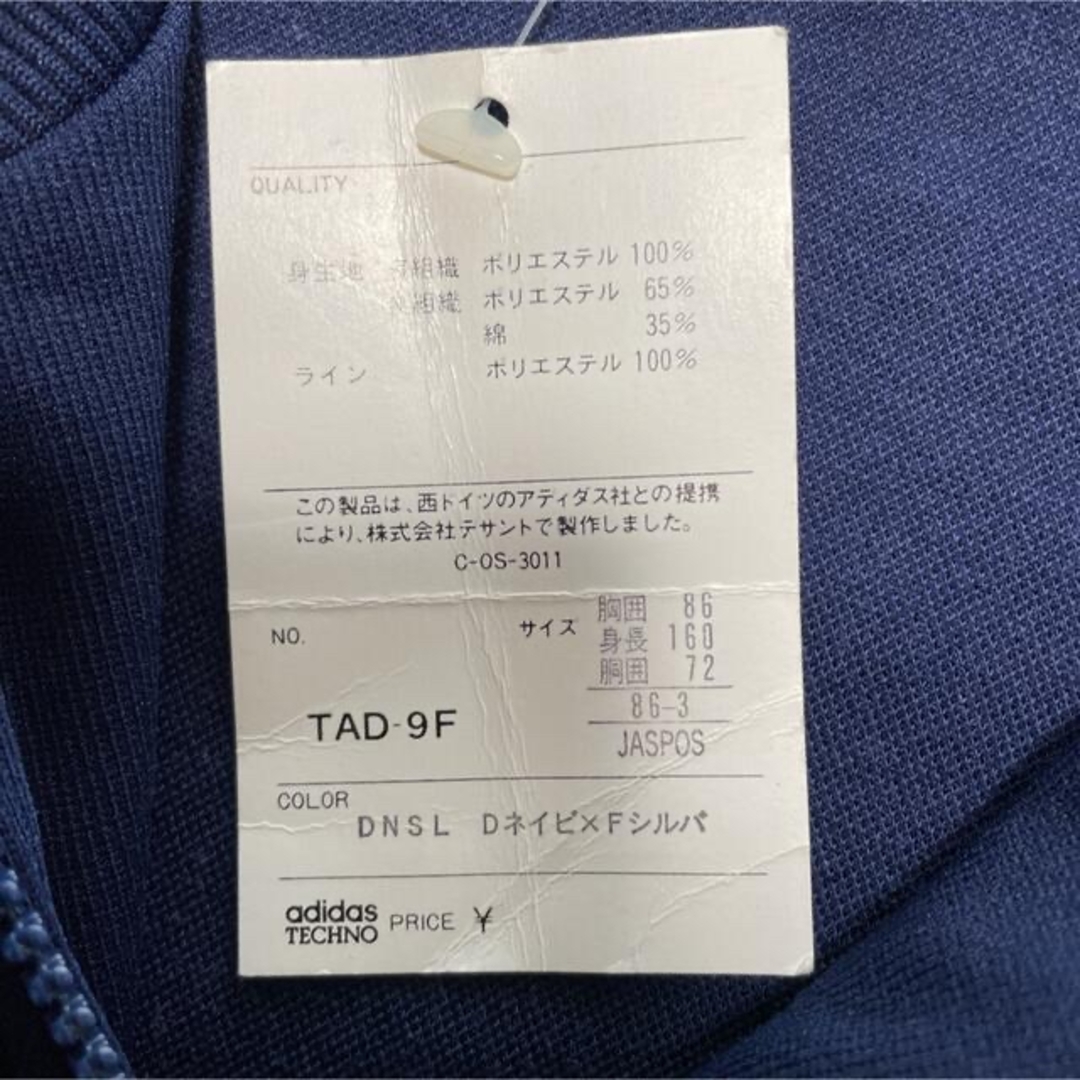 QUALITY
身生地 表組織 ポリエステル 100%
組織 ポリエステル 65%
綿 35%
ライン ポリエステル 100%
この製品は、西ドイツのアディダス社との提携
により、株式会社デサントで製作しました。
C-OS-3011
NO. サイズ 胸囲 86
身長 160
胴囲 72
86-3
TAD-9F JASPOS
COLOR
DNSL Dネイビ×Fシルバ
adidas
TECHNO PRICE ¥